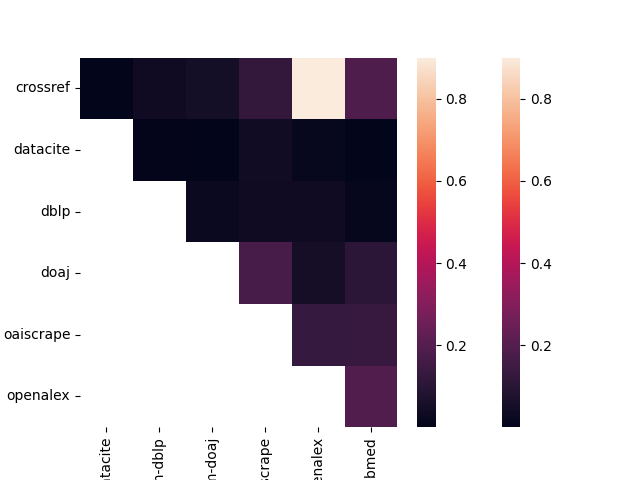 crossref
datacite
dblp
doaj
oaiscrape
openalex
tacite
n-dblp
n-doaj
scrape
enalex
bmed
0.8
0.6
0.4
0.2
0.8
0.6
0.4
0.2